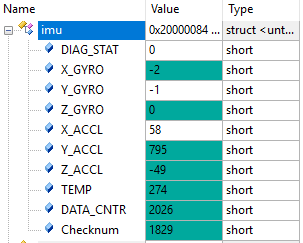 Name Value Type
imu 0x20000084 ... struct <unt...
DIAG_STAT 0 short
X_GYRO -2 short
Y_GYRO -1 short
Z_GYRO 0 short
X_ACCL 58 short
Y_ACCL 795 short
Z_ACCL -49 short
TEMP 274 short
DATA_CNTR 2026 short
Checknum 1829 short